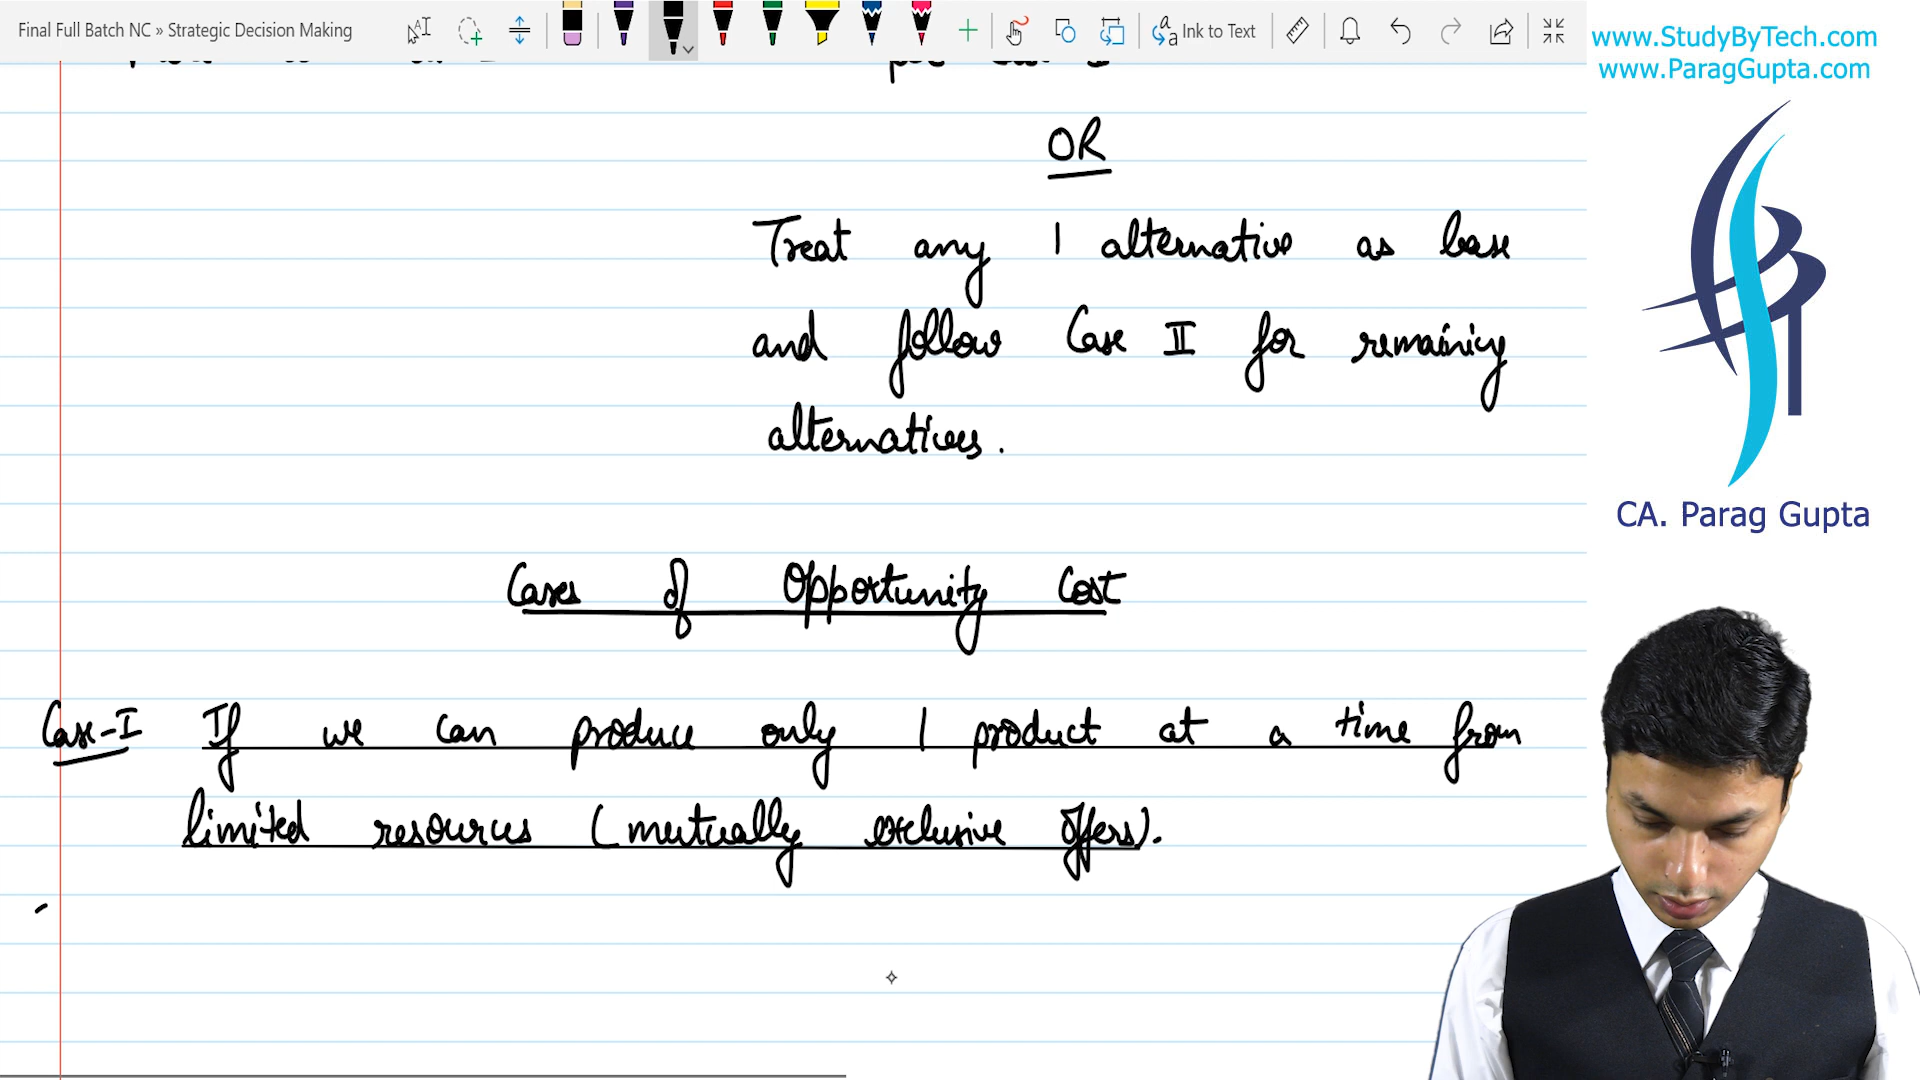 Final Full Batch NC » Strategic Decision Making
Ink to Text
www.StudyByTech.com
www.ParagGupta.com
OR
Treat any 1 alternative as base
and follow Case II for remaining
alternatives.
CA. Parag Gupta
Cases of Opportunity Cost
Case-I If we can produce only 1 product at a time from
limited resources (mutually exclusive offers).